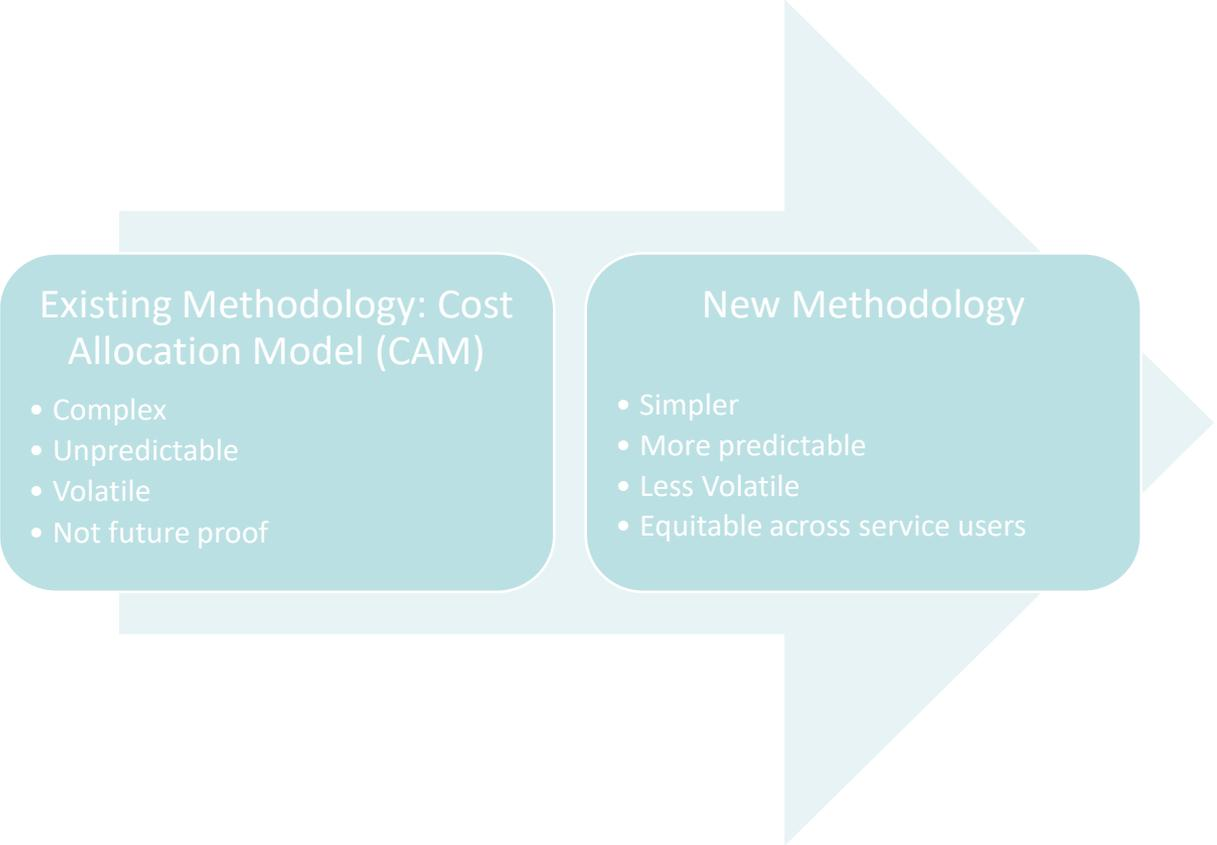 Existing Methodology: Cost
Allocation Model (CAM)
• Complex
• Unpredictable
• Volatile
• Not future proof
New Methodology
• Simpler
• More predictable
• Less Volatile
• Equitable across service users